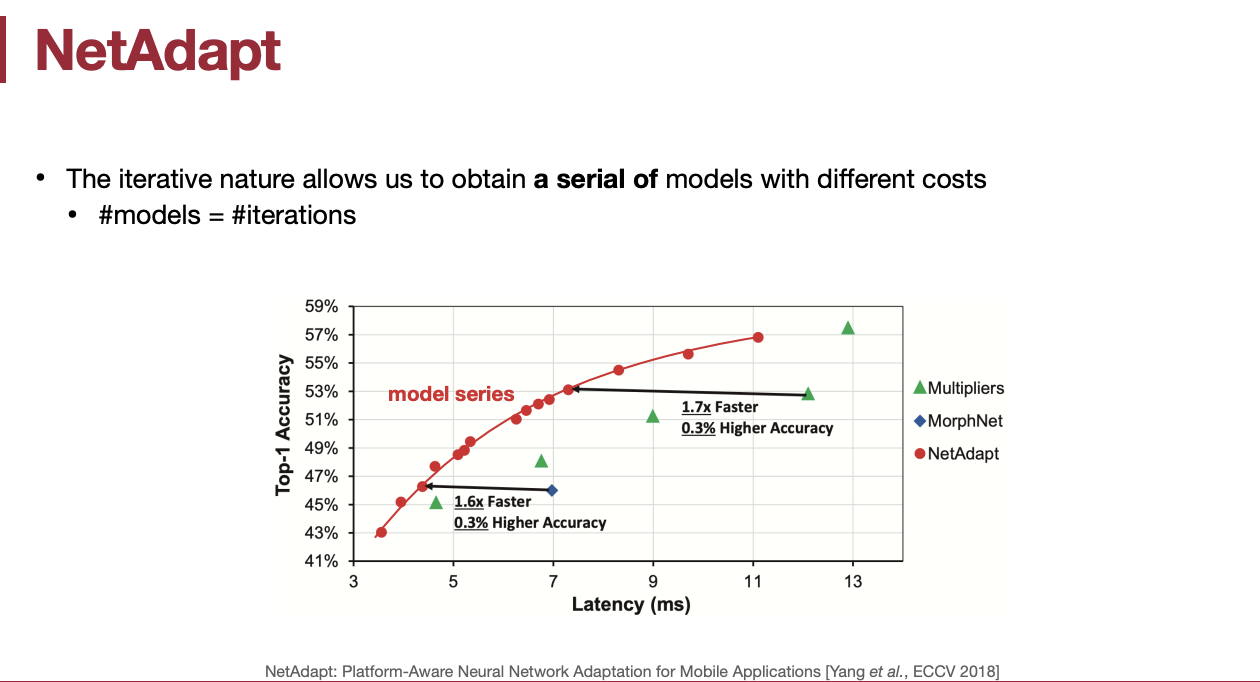 NetAdapt
• The iterative nature allows us to obtain a serial of models with different costs
• #models = #iterations
59%
57%
55%
53%
51%
49%
47%
45%
43%
41%
Top-1 Accuracy
model series
1.7x Faster
0.3% Higher Accuracy
1.6x Faster
0.3% Higher Accuracy
3 5 7 9 11 13
Latency (ms)
Multipliers
MorphNet
NetAdapt
NetAdapt: Platform-Aware Neural Network Adaptation for Mobile Applications [Yang et al., ECCV 2018]